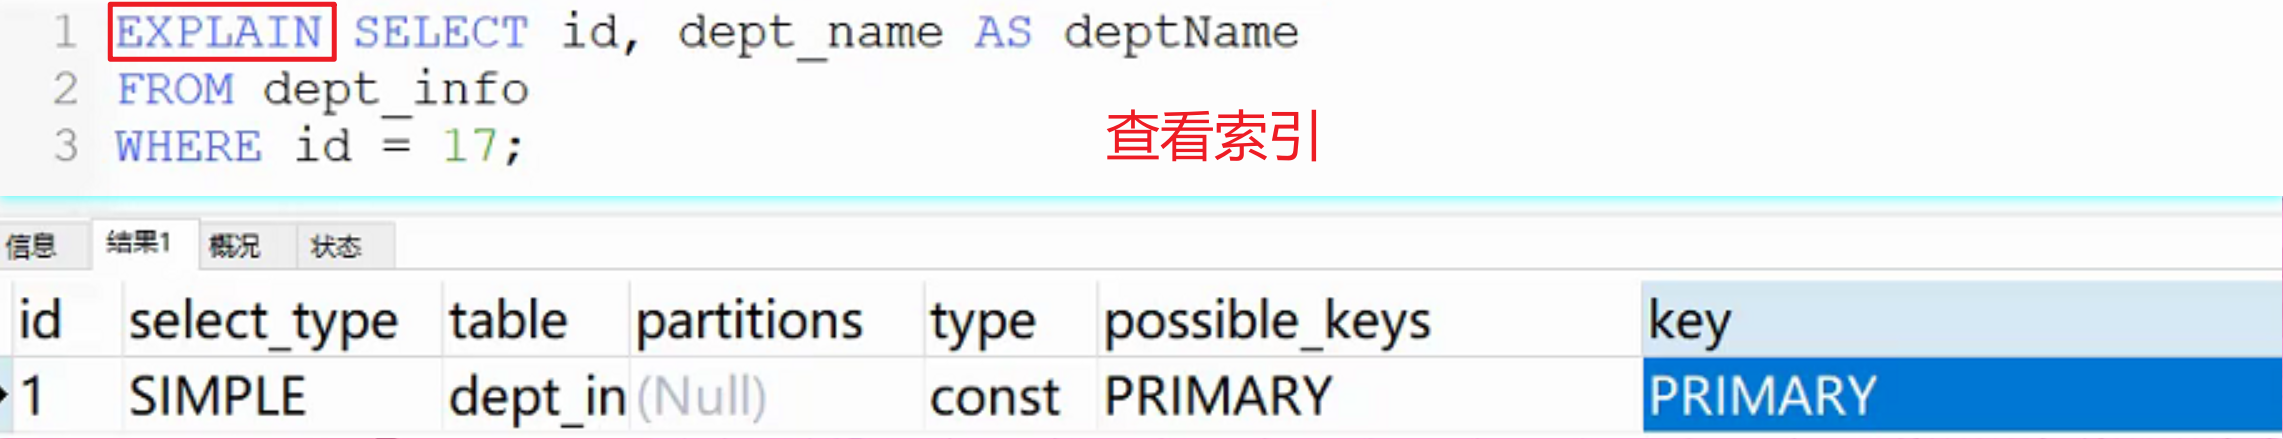 1 EXPLAIN SELECT id, dept_name AS deptName
2 FROM dept_info
3 WHERE id = 17;
查看索引
信息 结果1 概况 状态
id select_type table partitions type possible_keys key
1 SIMPLE dept_in (Null) const PRIMARY PRIMARY